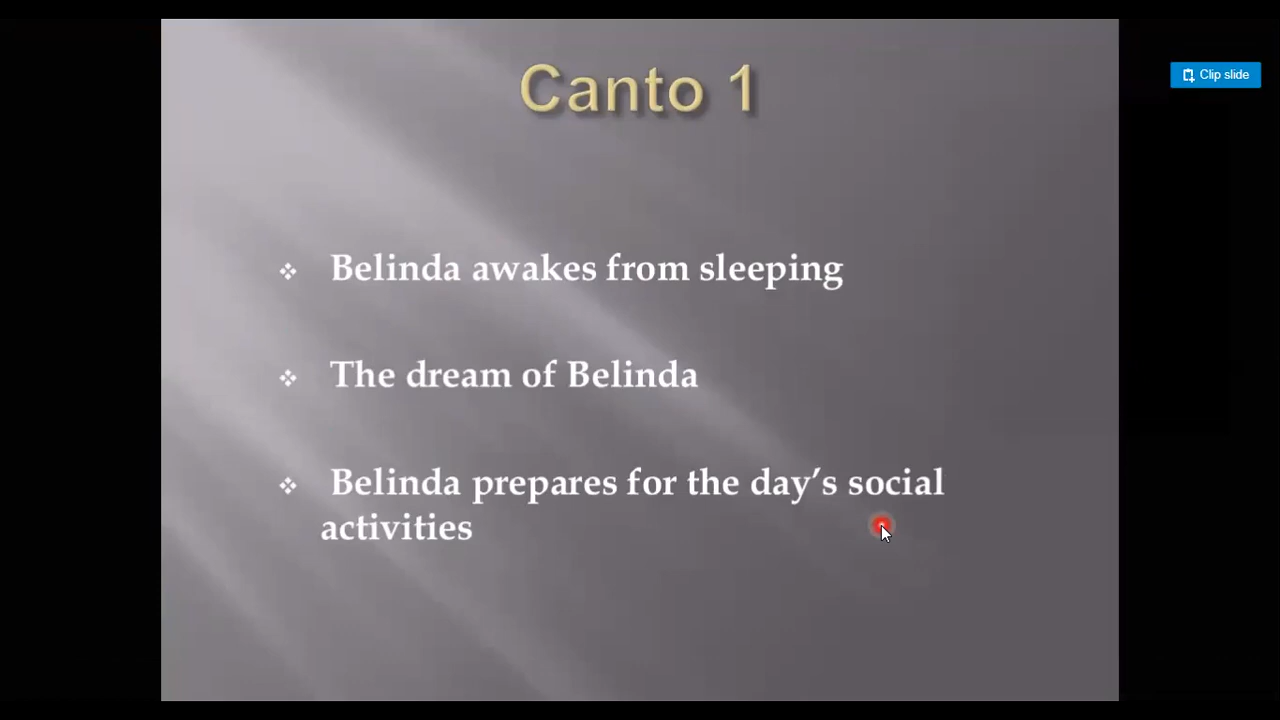 Canto 1
Clip slide
❖ Belinda awakes from sleeping
❖ The dream of Belinda
❖ Belinda prepares for the day’s social
activities